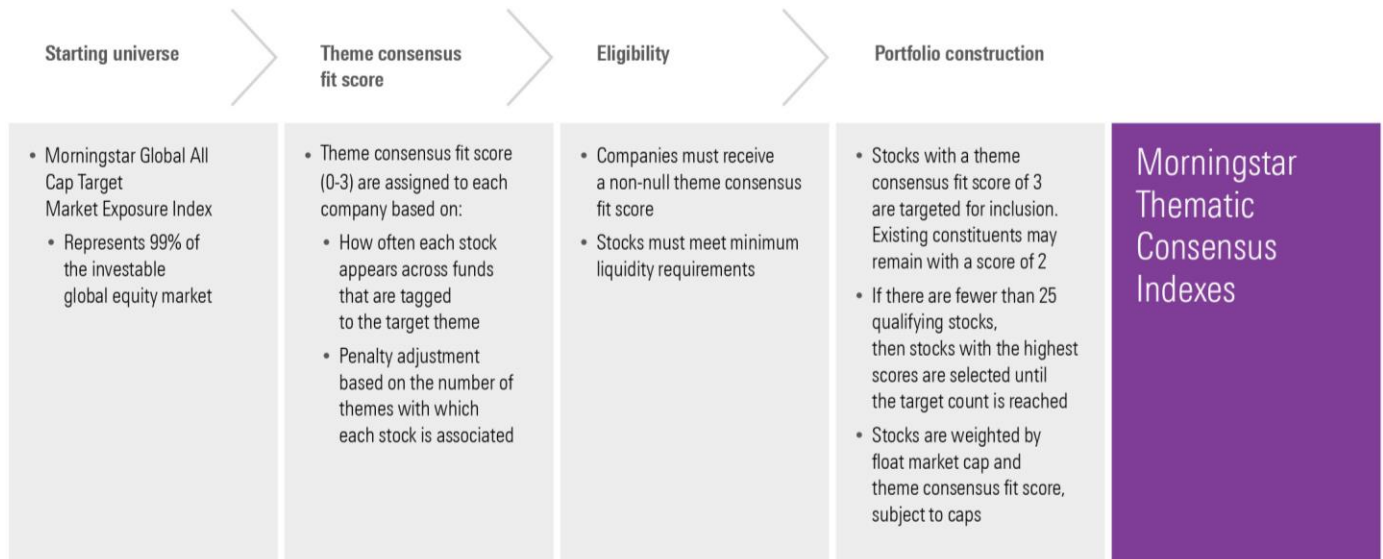 Starting universe
Theme consensus
fit score
Eligibility
Portfolio construction
• Morningstar Global All
Cap Target
Market Exposure Index
• Represents 99% of
the investable
global equity market
• Theme consensus fit score
(0-3) are assigned to each
company based on:
• How often each stock
appears across funds
that are tagged
to the target theme
• Penalty adjustment
based on the number of
themes with which
each stock is associated
• Companies must receive
a non-null theme consensus
fit score
• Stocks must meet minimum
liquidity requirements
• Stocks with a theme
consensus fit score of 3
are targeted for inclusion.
Existing constituents may
remain with a score of 2
• If there are fewer than 25
qualifying stocks,
then stocks with the highest
scores are selected until
the target count is reached
• Stocks are weighted by
float market cap and
theme consensus fit score,
subject to caps
Morningstar
Thematic
Consensus
Indexes